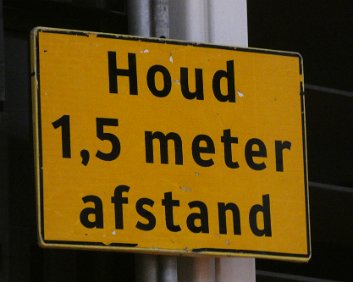 Houd
1,5 meter
afstand